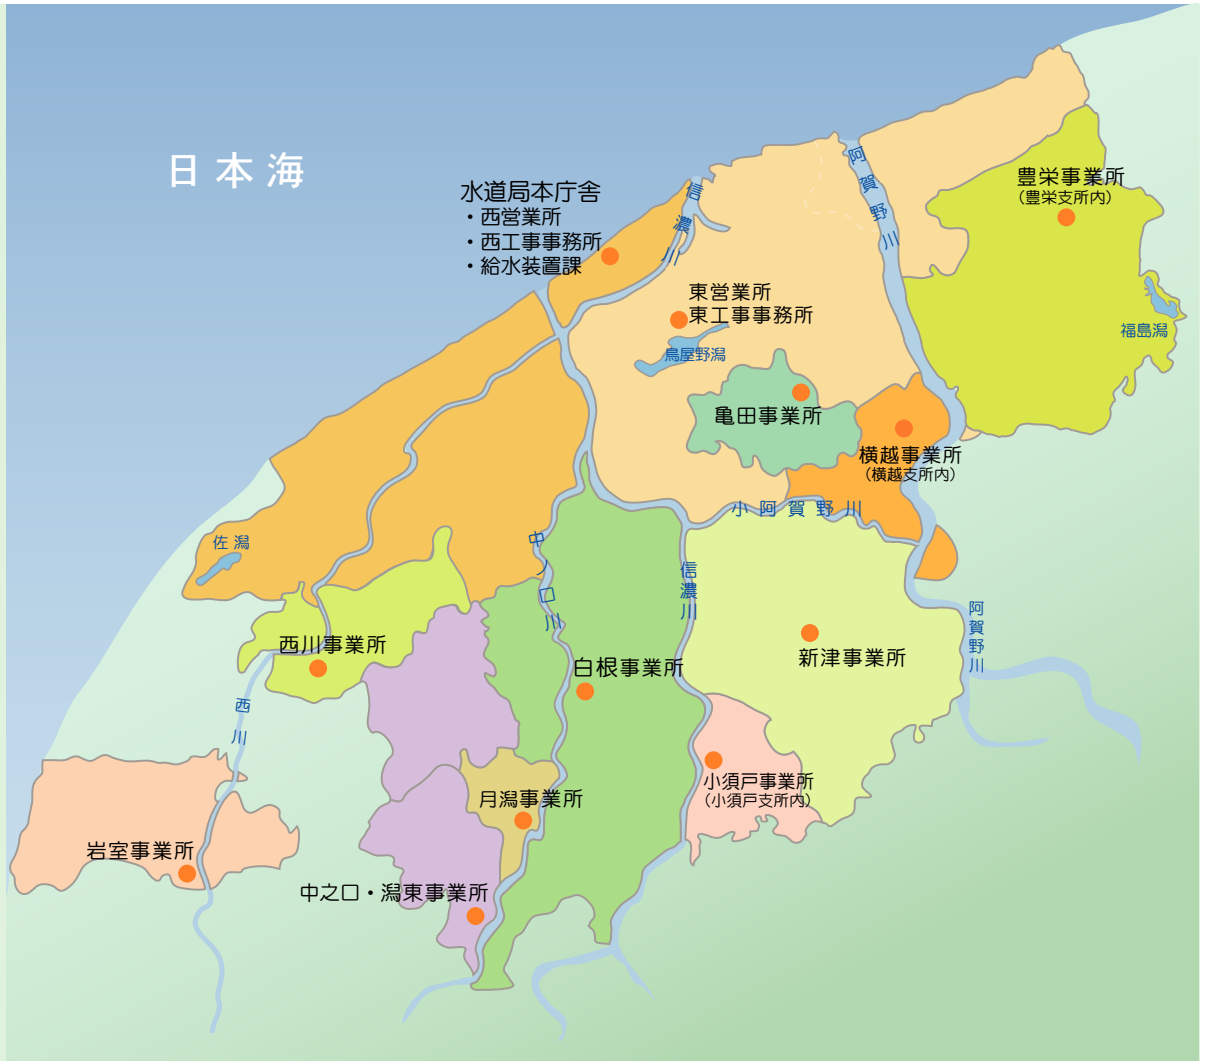 日本海
水道局本庁舎
・西営業所
・西工事事務所
・給水装置課
信濃川
阿賀野川
豊栄事業所
(豊栄支所内)
福島潟
東営業所
東工事事務所
鳥屋野潟
亀田事業所
横越事業所
(横越支所内)
小阿賀野川
佐潟
中ノ口川
信濃川
阿賀野川
西川事業所
白根事業所
新津事業所
西川
小須戸事業所
(小須戸支所内)
月潟事業所
岩室事業所
中之口・潟東事業所